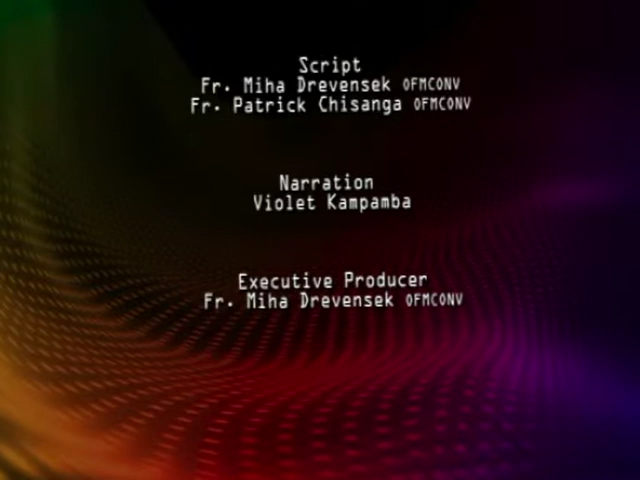 Script
Fr. Miha Drevensek OFMCONV
Fr. Patrick Chisanga OFMCONV
Narration
Violet Kampamba
Executive Producer
Fr. Miha Drevensek OFMCONV